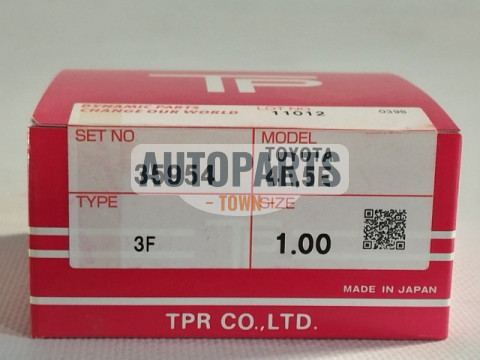 TP
DYNAMIC PARTS
CHANGE OUR WORLD
LOT NO
11012
0398
SET NO
35954
MODEL
TOYOTA
4E,5E
AUTOPARTS
- TOWN -
TYPE
3F
SIZE
1.00
MADE IN JAPAN
TPR CO.,LTD.